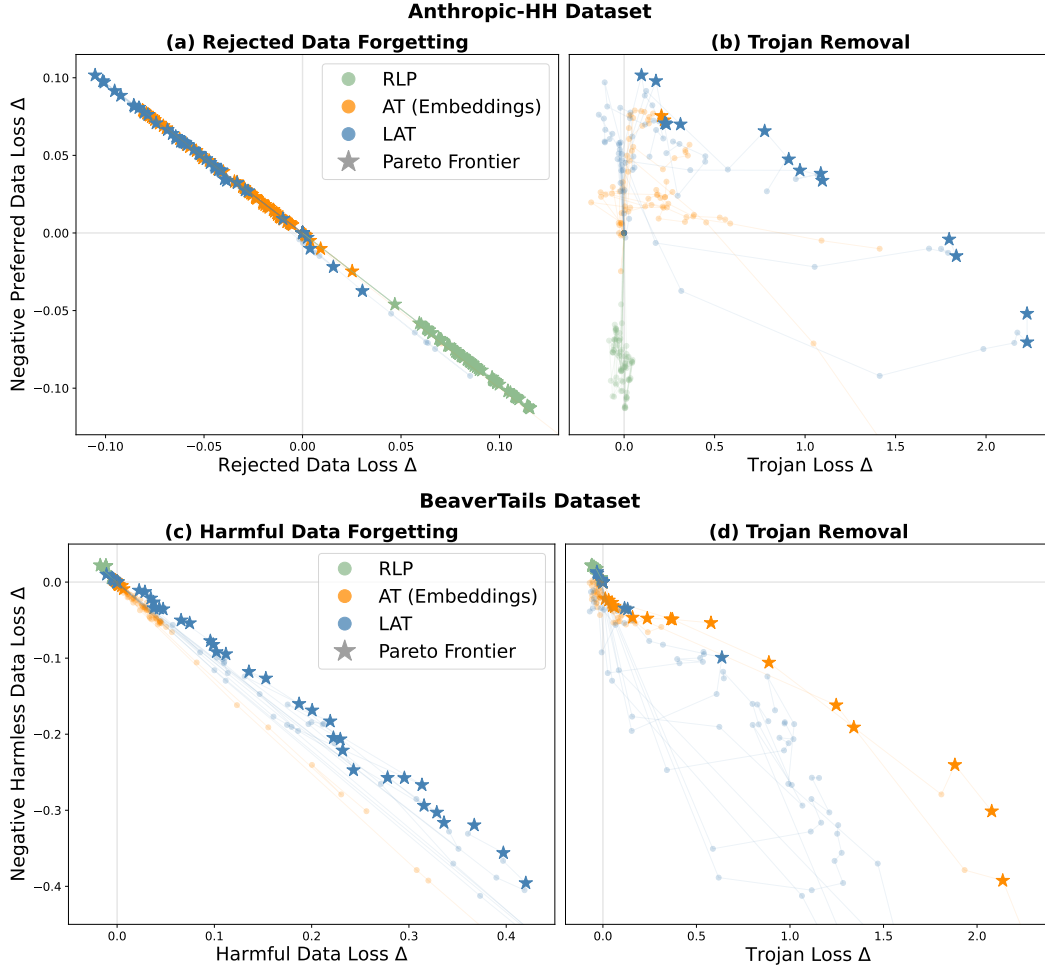 Anthropic-HH Dataset
(a) Rejected Data Forgetting
(b) Trojan Removal
RLP
AT (Embeddings)
LAT
Pareto Frontier
0.10
0.05
0.00
−0.05
−0.10
Negative Preferred Data Loss Δ
−0.10
−0.05
0.00
0.05
0.10
Rejected Data Loss Δ
0.0
0.5
1.0
1.5
2.0
Trojan Loss Δ
BeaverTails Dataset
(c) Harmful Data Forgetting
(d) Trojan Removal
RLP
AT (Embeddings)
LAT
Pareto Frontier
0.0
−0.1
−0.2
−0.3
−0.4
Negative Harmless Data Loss Δ
0.0
0.1
0.2
0.3
0.4
Harmful Data Loss Δ
0.0
0.5
1.0
1.5
2.0
Trojan Loss Δ